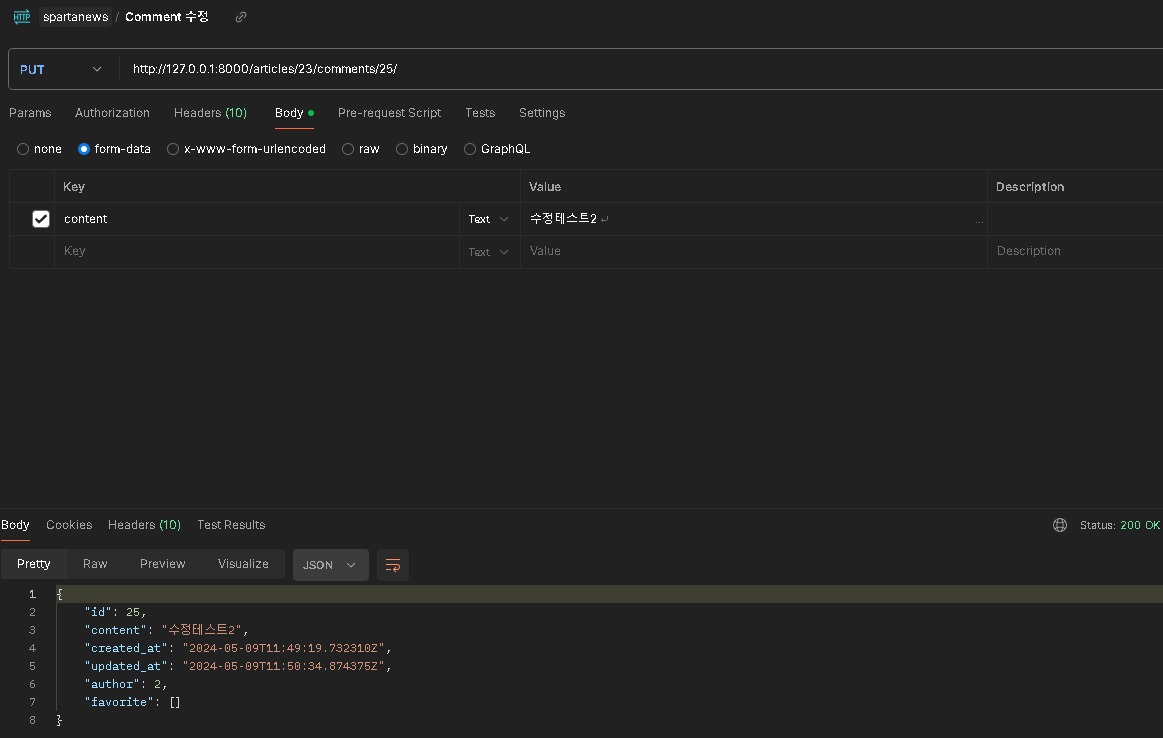 HTTP spartanews / Comment 수정
PUT http://127.0.0.1:8000/articles/23/comments/25/
Params Authorization Headers (10) Body Pre-request Script Tests Settings
none form-data x-www-form-urlencoded raw binary GraphQL
Key Value Description
content Text 수정테스트2 ↵ ...
Key Text Value Description
Body Cookies Headers (10) Test Results Status: 200 OK
Pretty Raw Preview Visualize JSON
1 {
2 "id": 25,
3 "content": "수정테스트2",
4 "created_at": "2024-05-09T11:49:19.732310Z",
5 "updated_at": "2024-05-09T11:50:34.874375Z",
6 "author": 2,
7 "favorite": []
8 }